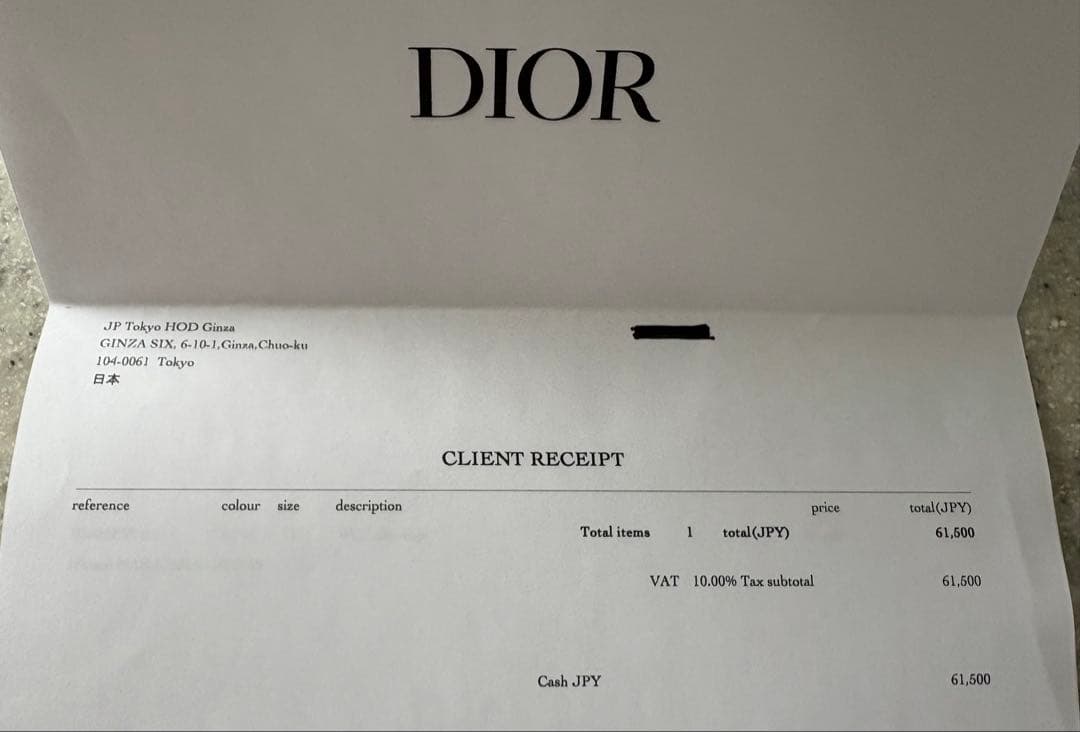 DIOR
JP Tokyo HOD Ginza
GINZA SIX, 6-10-1,Ginza,Chuo-ku
104-0061 Tokyo
日本
CLIENT RECEIPT
reference colour size description price total(JPY)
Total items 1 total(JPY) 61,500
VAT 10.00% Tax subtotal 61,500
Cash JPY 61,500